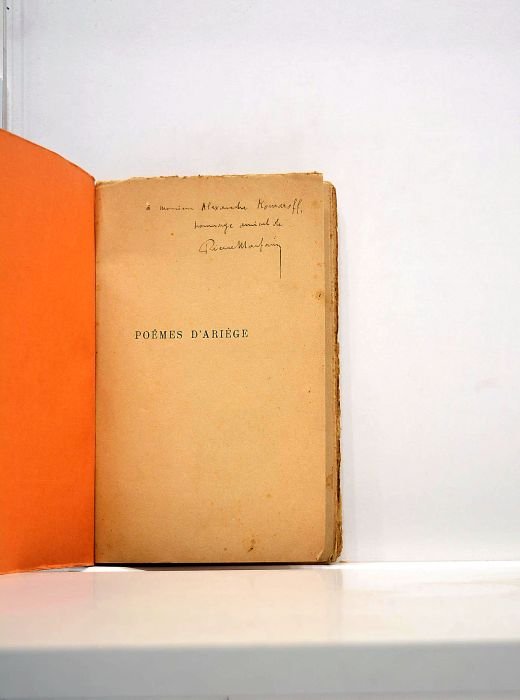 à monsieur Alexandre Komaroff,
hommage amical de
Pierre Marfaing
POÈMES D'ARIÈGE